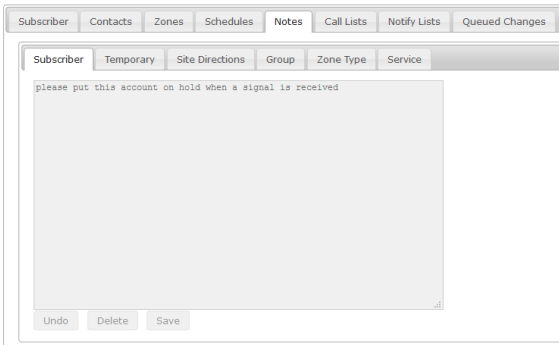 Subscriber Contacts Zones Schedules Notes Call Lists Notify Lists Queued Changes
Subscriber Temporary Site Directions Group Zone Type Service
please put this account on hold when a signal is received
Undo Delete Save